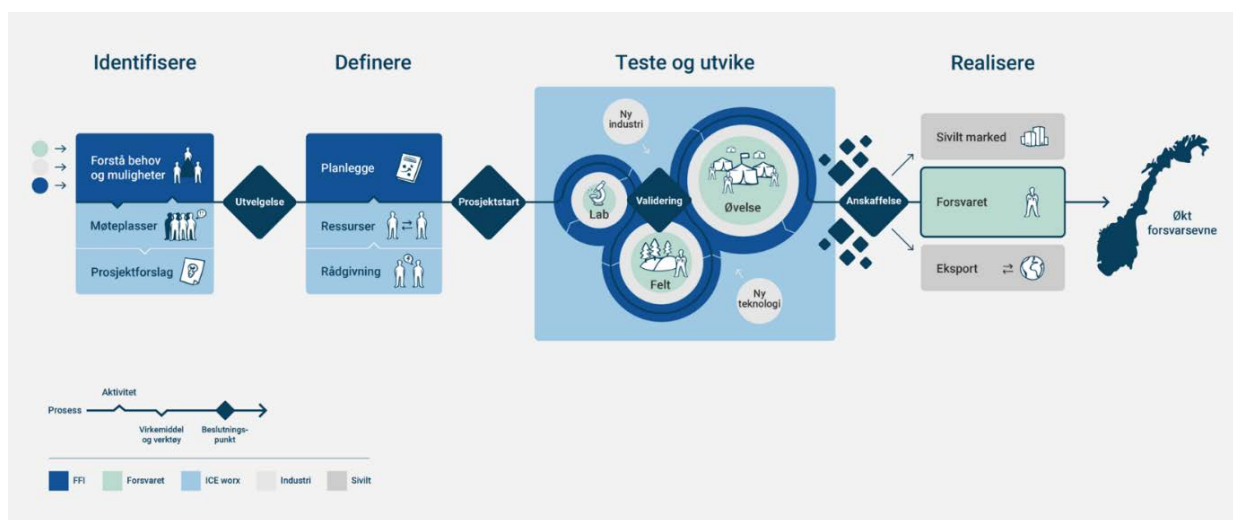 Identifisere
Definere
Teste og utvike
Realisere
Forstå behov
og muligheter
Møteplasser
Prosjektforslag
Utvelgelse
Planlegge
Ressurser
Rådgivning
Prosjektstart
Ny
industri
Lab
Validering
Øvelse
Felt
Ny
teknologi
Anskaffelse
Sivilt marked
Forsvaret
Eksport
Økt
forsvarsevne
Aktivitet
Prosess
Virkemiddel
og verktøy
Beslutnings-
punkt
FFI
Forsvaret
ICE worx
Industri
Sivilt